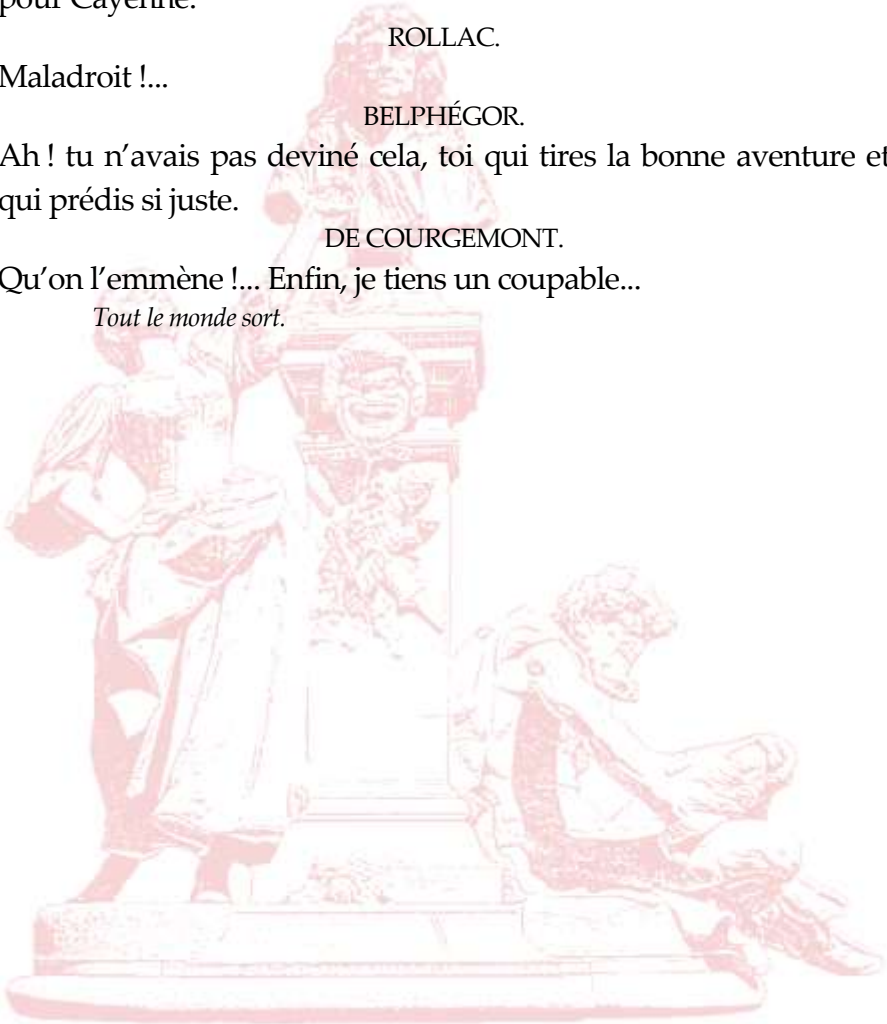 pour Cayenne.
ROLLAC.
Maladroit !...
BELPHÉGOR.
Ah ! tu n’avais pas deviné cela, toi qui tires la bonne aventure et
qui prédis si juste.
DE COURGEMONT.
Qu’on l’emmène !... Enfin, je tiens un coupable...
Tout le monde sort.